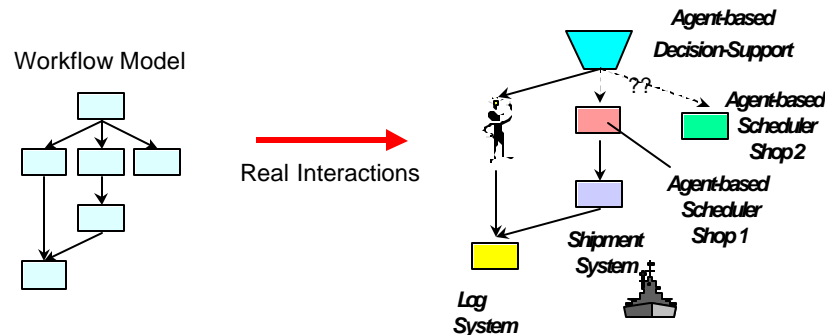 Workflow Model
Real Interactions
Agent-based
Decision-Support
??
Agent-based
Scheduler
Shop 2
Agent-based
Scheduler
Shop 1
Shipment
System
Log
System